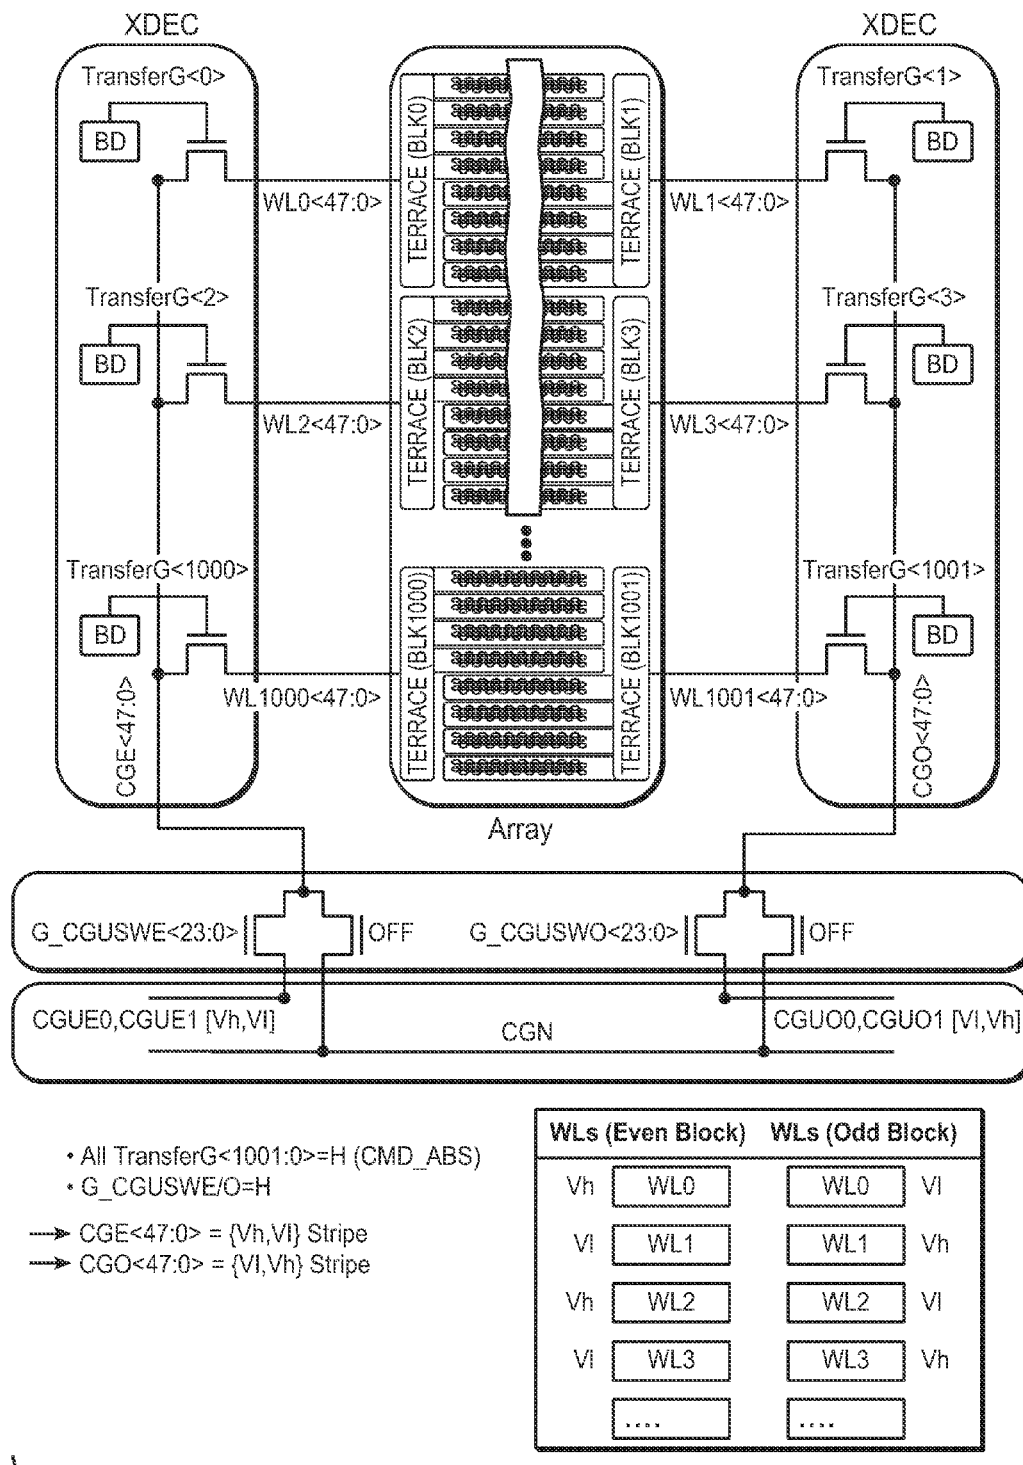 XDEC
XDEC
TransferG<0>
TransferG<1>
BD
BD
TERRACE (BLK0)
TERRACE (BLK1)
WL0<47:0>
WL1<47:0>
TransferG<2>
TransferG<3>
BD
BD
TERRACE (BLK2)
TERRACE (BLK3)
WL2<47:0>
WL3<47:0>
TransferG<1000>
TransferG<1001>
BD
BD
TERRACE (BLK1000)
TERRACE (BLK1001)
WL1000<47:0>
WL1001<47:0>
CGE<47:0>
CGO<47:0>
Array
G_CGUSWE<23:0>
OFF
G_CGUSWO<23:0>
OFF
CGUE0,CGUE1 [Vh,Vl]
CGN
CGUO0,CGUO1 [Vl,Vh]
• All TransferG<1001:0>=H (CMD_ABS)
• G_CGUSWE/O=H
CGE<47:0> = {Vh,Vl} Stripe
CGO<47:0> = {Vl,Vh} Stripe
WLs (Even Block) WLs (Odd Block)
Vh WL0 WL0 Vl
Vl WL1 WL1 Vh
Vh WL2 WL2 Vl
Vl WL3 WL3 Vh
.... ....